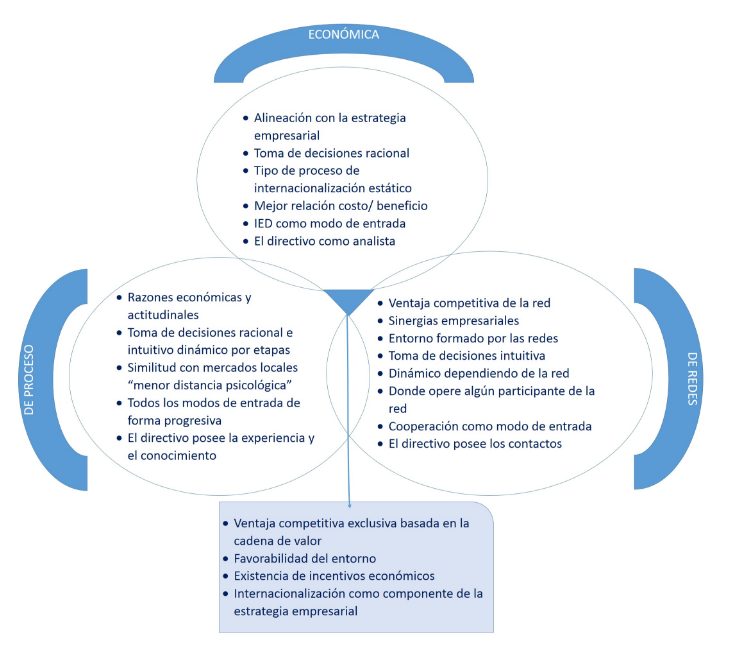 ECONÓMICA
• Alineación con la estrategia
empresarial
• Toma de decisiones racional
• Tipo de proceso de
internacionalización estático
• Mejor relación costo/ beneficio
• IED como modo de entrada
• El directivo como analista
DE PROCESO
• Razones económicas y
actitudinales
• Toma de decisiones racional e
intuitivo dinámico por etapas
• Similitud con mercados locales
“menor distancia psicológica”
• Todos los modos de entrada de
forma progresiva
• El directivo posee la experiencia y
el conocimiento
• Ventaja competitiva de la red
• Sinergias empresariales
• Entorno formado por las redes
• Toma de decisiones intuitiva
• Dinámico dependiendo de la red
• Donde opere algún participante de la
red
• Cooperación como modo de entrada
• El directivo posee los contactos
DE REDES
• Ventaja competitiva exclusiva basada en la
cadena de valor
• Favorabilidad del entorno
• Existencia de incentivos económicos
• Internacionalización como componente de la
estrategia empresarial